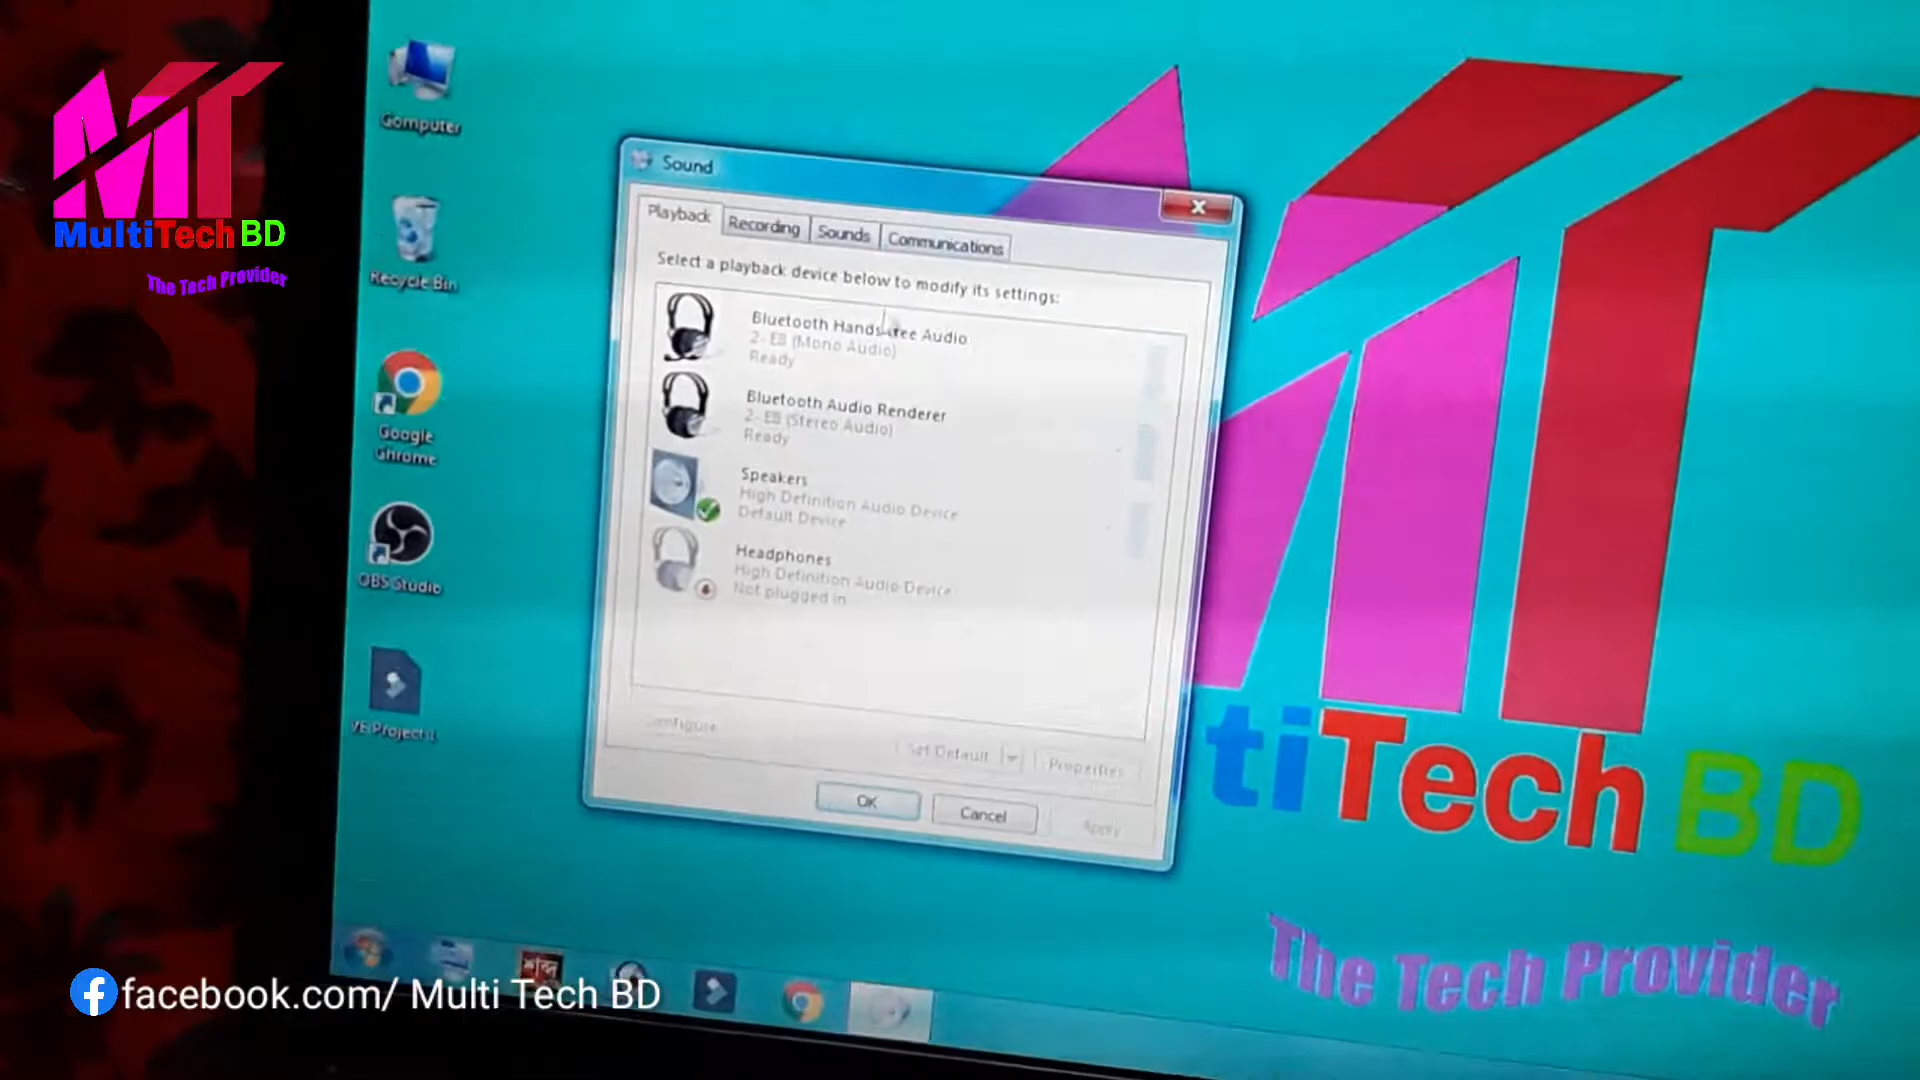 MT
MultiTech BD
The Tech Provider
Computer
Recycle Bin
Google
Chrome
OBS Studio
VE Project
Sound
Playback
Recording
Sounds
Communications
Select a playback device below to modify its settings:
Bluetooth Hands-free Audio
2- E8 (Mono Audio)
Ready
Bluetooth Audio Renderer
2- E8 (Stereo Audio)
Ready
Speakers
High Definition Audio Device
Default Device
Headphones
High Definition Audio Device
Not plugged in
Configure
Set Default
Properties
OK
Cancel
Apply
tiTech BD
The Tech Provider
শব্দ
facebook.com/ Multi Tech BD